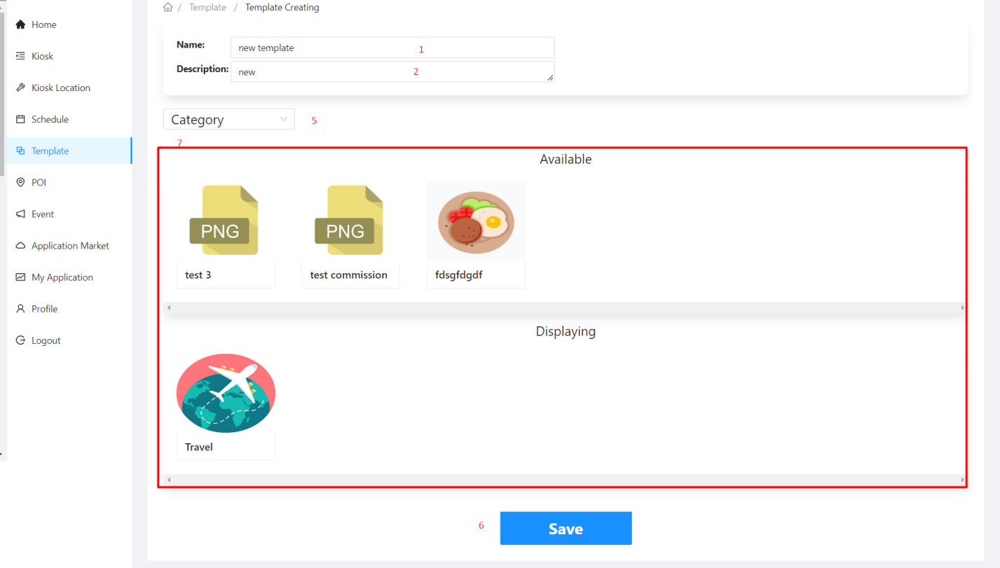 / Template / Template Creating
Home
Kiosk
Kiosk Location
Schedule
Template
POI
Event
Application Market
My Application
Profile
Logout
Name: new template 1
Description: new 2
Category 5
7
Available
PNG PNG
test 3 test commission fdsgfdgdf
Displaying
Travel
6 Save